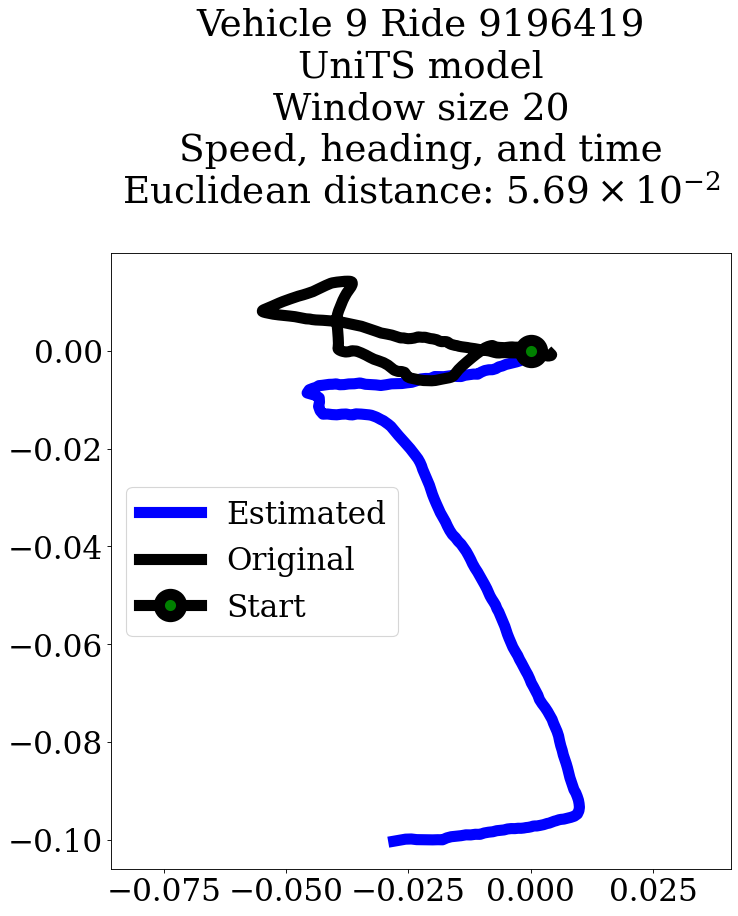 Vehicle 9 Ride 9196419
UniTS model
Window size 20
Speed, heading, and time
Euclidean distance: 5.69 × 10⁻²
0.00
−0.02
−0.04
−0.06
−0.08
−0.10
Estimated
Original
Start
−0.075 −0.050 −0.025 0.000 0.025